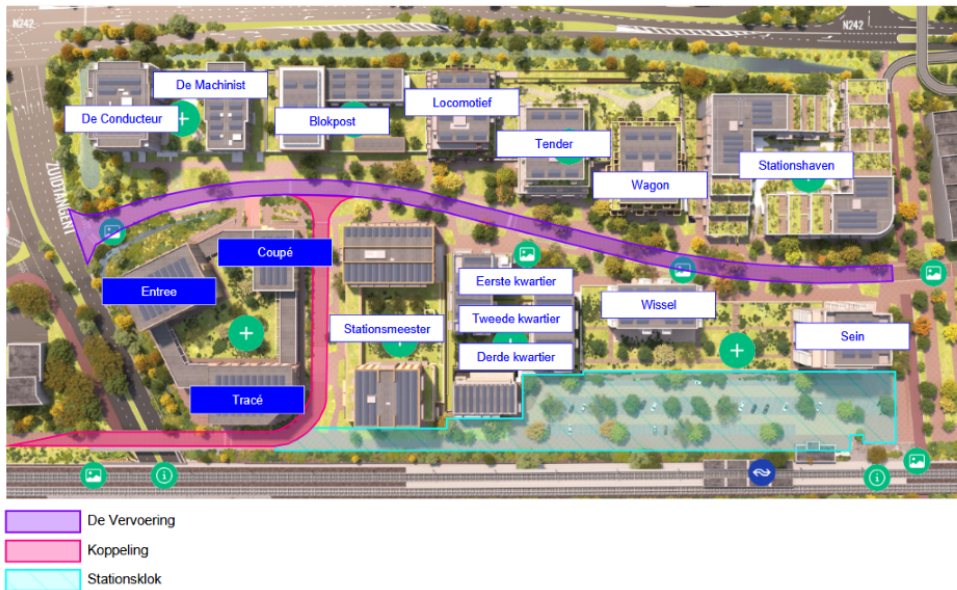 N242
N242
De Machinist
De Conducteur
Blokpost
Locomotief
Tender
Stationshaven
Wagon
ZUIDTANGENT
Coupé
Entree
Eerste kwartier
Wissel
Stationsmeester
Tweede kwartier
Sein
Derde kwartier
Tracé
De Vervoering
Koppeling
Stationsklok